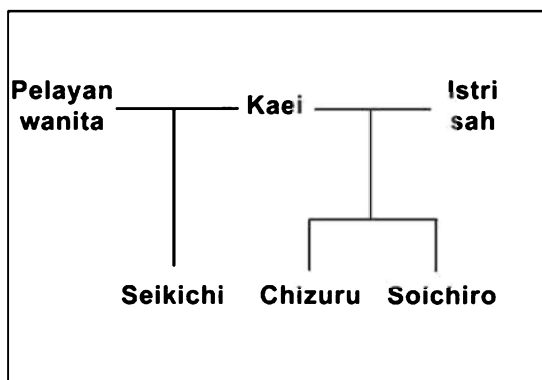 Pelayan
wanita
Kaei
Istri
sah
Seikichi
Chizuru
Soichiro